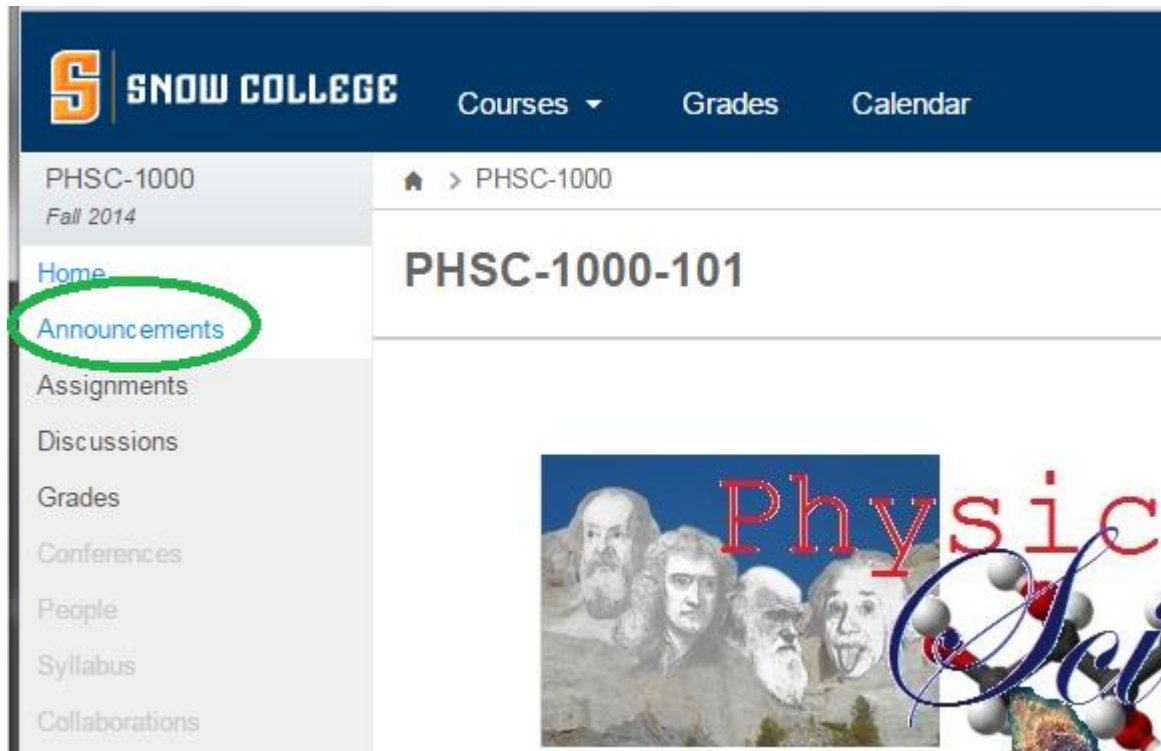 SNOW COLLEGE
Courses Grades Calendar
PHSC-1000
Fall 2014
> PHSC-1000
Home
Announcements
Assignments
Discussions
Grades
Conferences
People
Syllabus
Collaborations
PHSC-1000-101
Physic
Sci